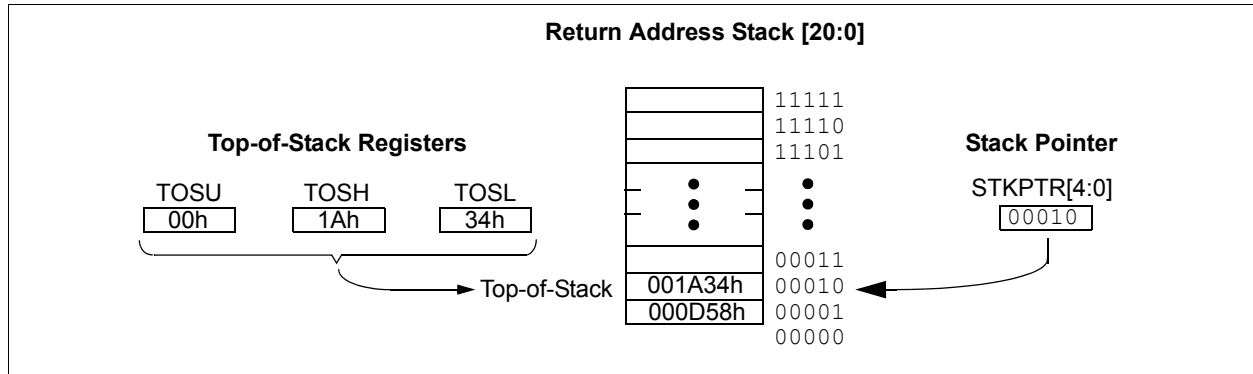 Return Address Stack [20:0]
11111
11110
11101
Top-of-Stack Registers
Stack Pointer
TOSU TOSH TOSL
00h 1Ah 34h
STKPTR[4:0]
00010
00011
Top-of-Stack 001A34h 00010
000D58h 00001
00000